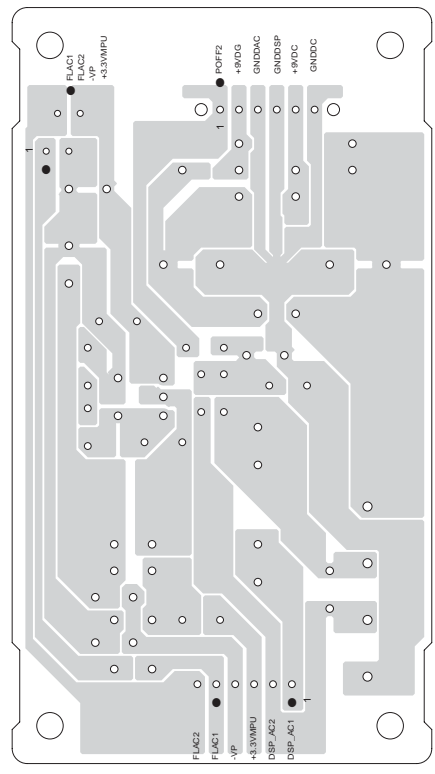 FLAC1
FLAC2
-VP
+3.3VMPU
POFF2
+9VDG
GNDDAC
GNDDSP
+9VDC
GNDDC
1
1
FLAC2
FLAC1
-VP
+3.3VMPU
DSP_AC2
DSP_AC1
1